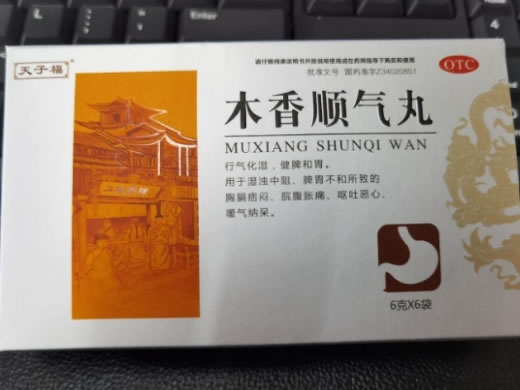 天子福
请仔细阅读说明书并按说明使用或在药师指导下购买和使用
批准文号：国药准字Z34020851
OTC
木香顺气丸
MUXIANG SHUNQI WAN
行气化湿，健脾和胃。
用于湿浊中阻、脾胃不和所致的
胸膈痞闷、脘腹胀痛、呕吐恶心、
嗳气纳呆。
6克X6袋
Enter